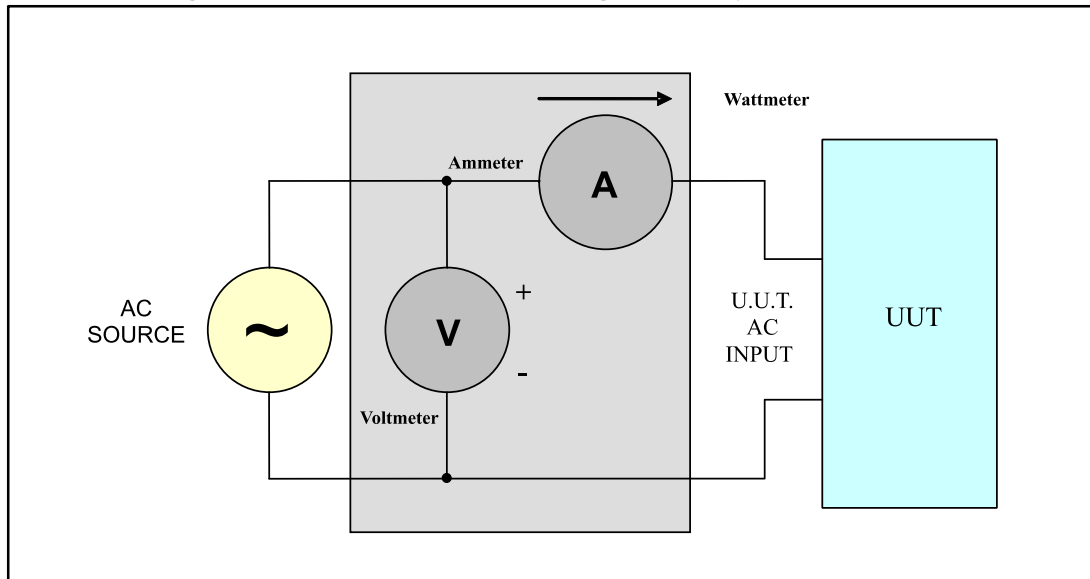 Wattmeter
Ammeter
A
AC
SOURCE
~
V
+
-
Voltmeter
U.U.T.
AC
INPUT
UUT